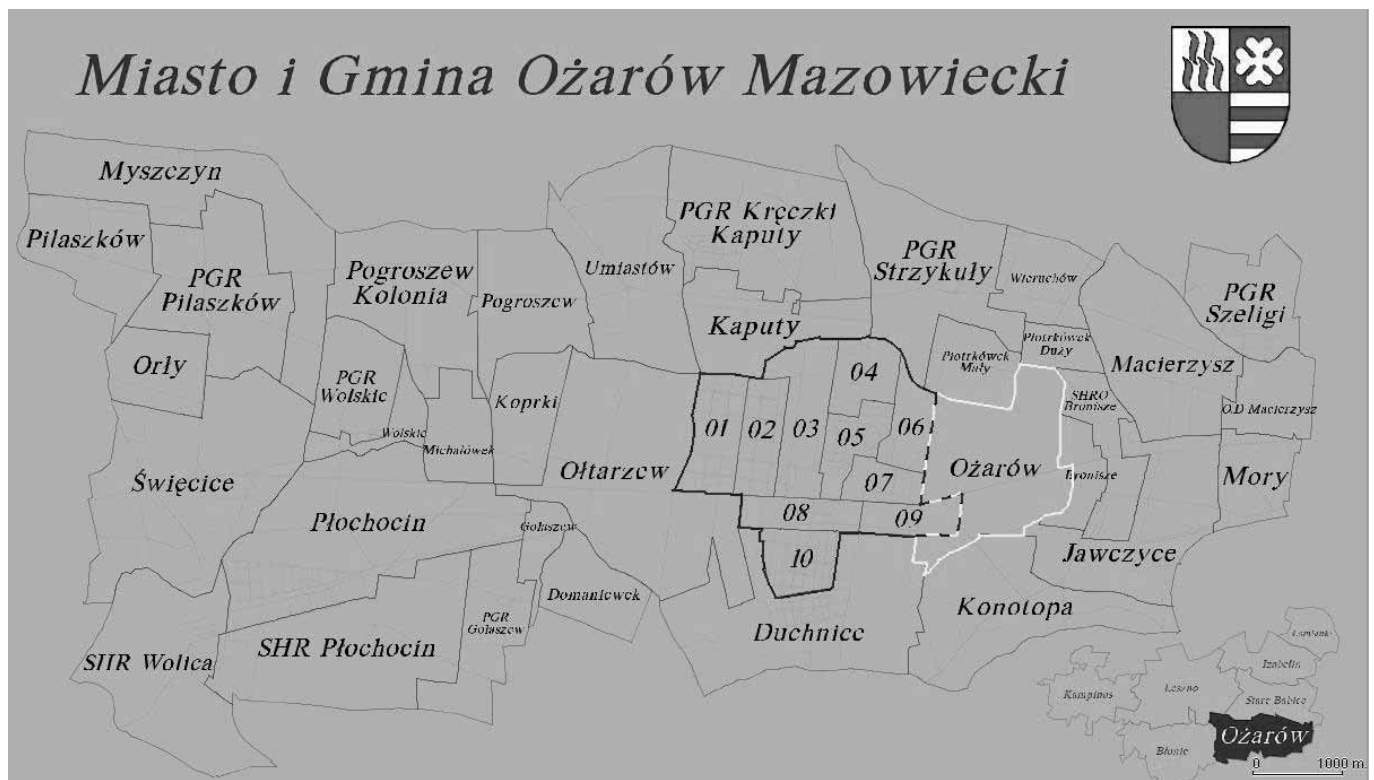 Miasto i Gmina Ożarów Mazowiecki
Myszczyn
Pilaszków
PGR
Pilaszków
Orły
Święcice
SHR Wolica
Pogroszew
Kolonia
Pogroszew
PGR
Wolskie
Wolskie
Michałówek
Koprki
Płochocin
SHR Płochocin
Gołaszew
PGR
Gołaszew
Domaniewek
Umiastów
Ołtarzew
PGR Kręczki
Kaputy
Kaputy
01
02
03
04
05
06
07
08
09
10
Duchnice
PGR
Strzykuły
Wieruchów
Piotrkówek
Mały
Piotrkówek
Duży
SHRO
Bronisze
Bronisze
Ożarów
Macierzysz
PGR
Szeligi
O.D Macierzysz
Mory
Jawczyce
Konotopa
Łomianki
Izabelin
Kampinos
Leszno
Stare Babice
Ożarów
Błonie
0 1000 m.